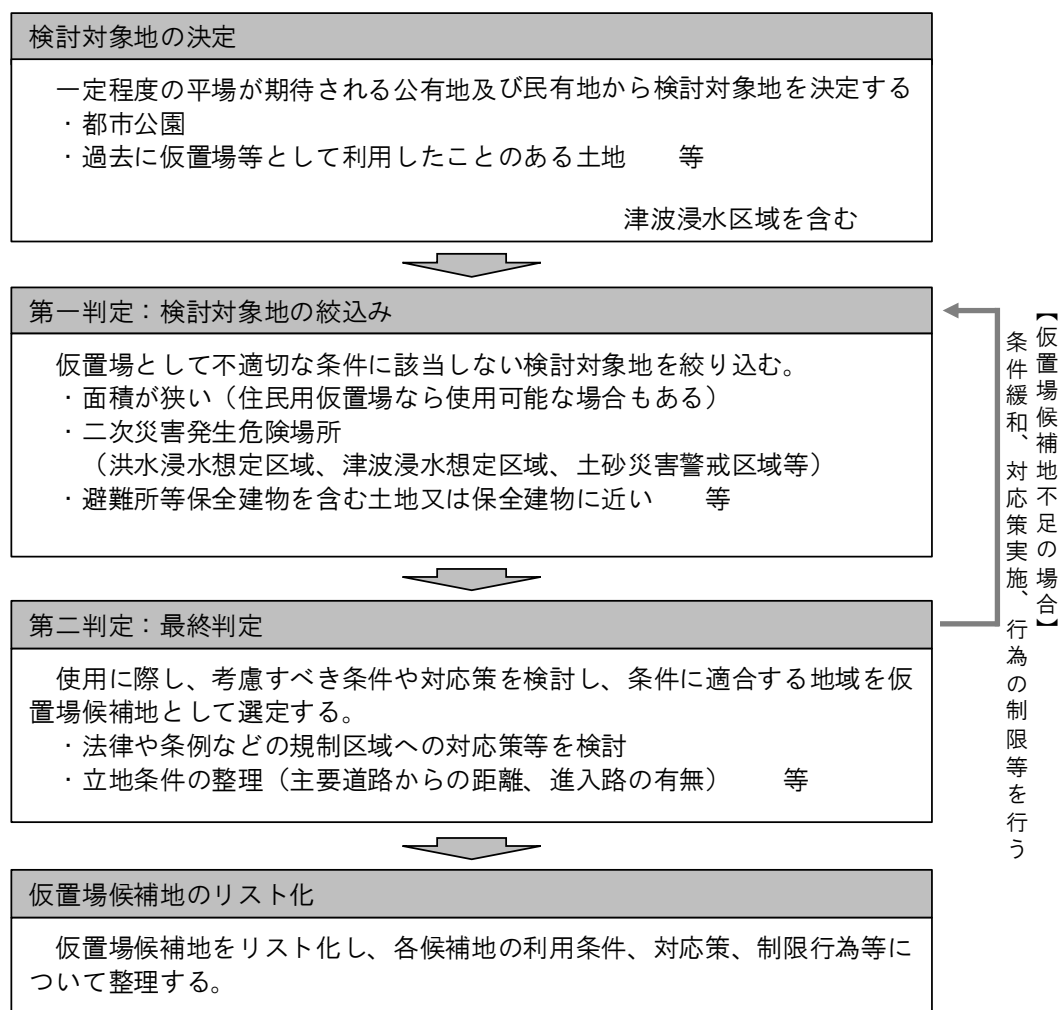 検討対象地の決定
一定程度の平場が期待される公有地及び民有地から検討対象地を決定する
・都市公園
・過去に仮置場等として利用したことのある土地　　等
津波浸水区域を含む
第一判定：検討対象地の絞込み
仮置場として不適切な条件に該当しない検討対象地を絞り込む。
・面積が狭い（住民用仮置場なら使用可能な場合もある）
・二次災害発生危険場所
（洪水浸水想定区域、津波浸水想定区域、土砂災害警戒区域等）
・避難所等保全建物を含む土地又は保全建物に近い　　等
第二判定：最終判定
使用に際し、考慮すべき条件や対応策を検討し、条件に適合する地域を仮
置場候補地として選定する。
・法律や条例などの規制区域への対応策等を検討
・立地条件の整理（主要道路からの距離、進入路の有無）　　等
仮置場候補地のリスト化
仮置場候補地をリスト化し、各候補地の利用条件、対応策、制限行為等に
ついて整理する。
【仮置場候補地不足の場合】
条件緩和、対応策実施、行為の制限等を行う